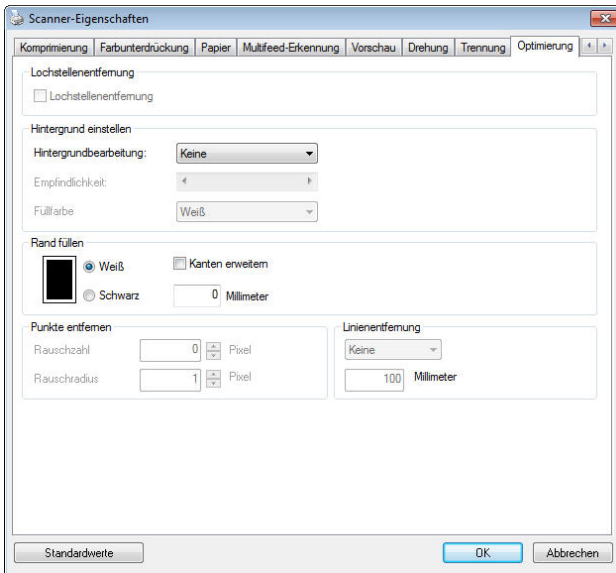 Scanner-Eigenschaften
Komprimierung Farbunterdrückung Papier Multifeed-Erkennung Vorschau Drehung Trennung Optimierung
Lochstellenentfernung
Lochstellenentfernung
Hintergrund einstellen
Hintergrundbearbeitung: Keine
Empfindlichkeit:
Füllfarbe Weiß
Rand füllen
Weiß Kanten erweitern
Schwarz 0 Millimeter
Punkte entfernen Linienentfernung
Rauschzahl 0 Pixel Keine
Rauschradius 1 Pixel 100 Millimeter
Standardwerte OK Abbrechen